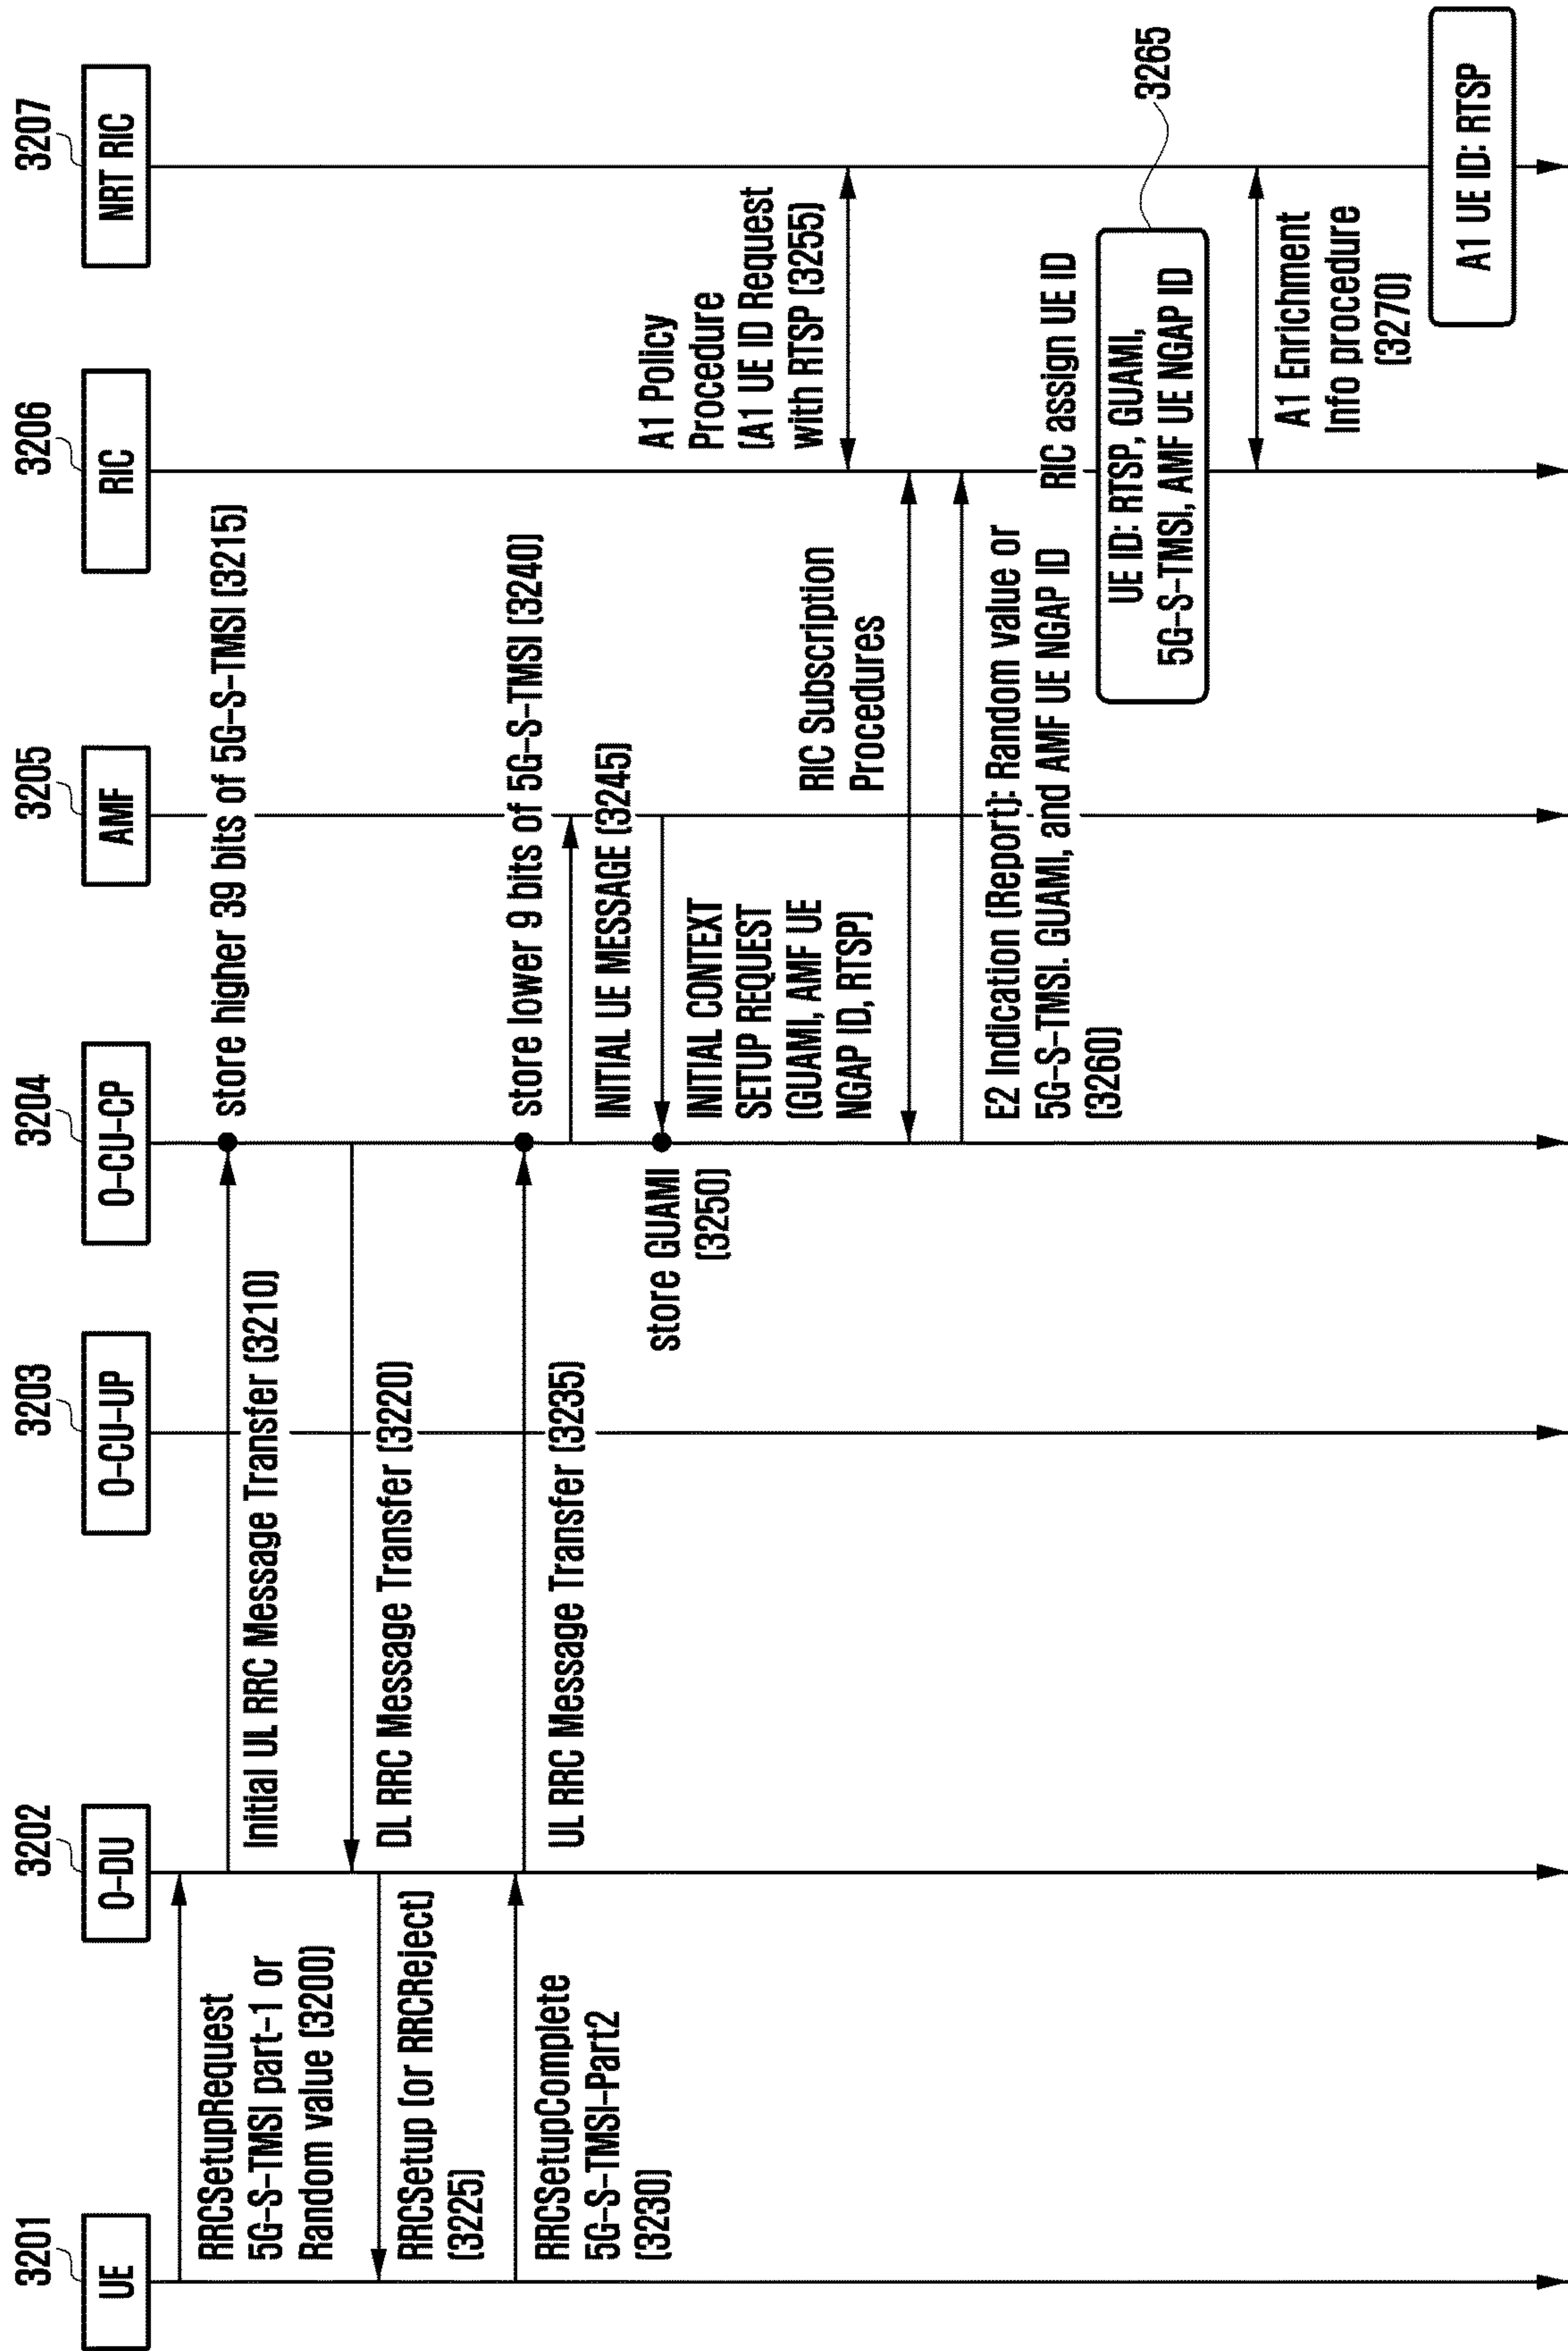 3201
3202
3203
3204
3205
3206
3207
UE
O-DU
O-CU-UP
O-CU-CP
AMF
RIC
NRT RIC
RRCSetupRequest
5G-S-TMSI part-1 or
Random value (3200)
Initial UL RRC Message Transfer (3210)
store higher 39 bits of 5G-S-TMSI (3215)
DL RRC Message Transfer (3220)
RRCSetup (or RRCReject)
(3225)
RRCSetupComplete
5G-S-TMSI-Part2
(3230)
UL RRC Message Transfer (3235)
store lower 9 bits of 5G-S-TMSI (3240)
INITIAL UE MESSAGE (3245)
INITIAL CONTEXT
SETUP REQUEST
(GUAMI, AMF UE
NGAP ID, RTSP)
store GUAMI
(3250)
A1 Policy
Procedure
(A1 UE ID Request
with RTSP (3255)
RIC Subscription
Procedures
E2 Indication (Report): Random value or
5G-S-TMSI. GUAMI, and AMF UE NGAP ID
(3260)
RIC assign UE ID
3265
UE ID: RTSP, GUAMI,
5G-S-TMSI, AMF UE NGAP ID
A1 Enrichment
Info procedure
(3270)
A1 UE ID: RTSP